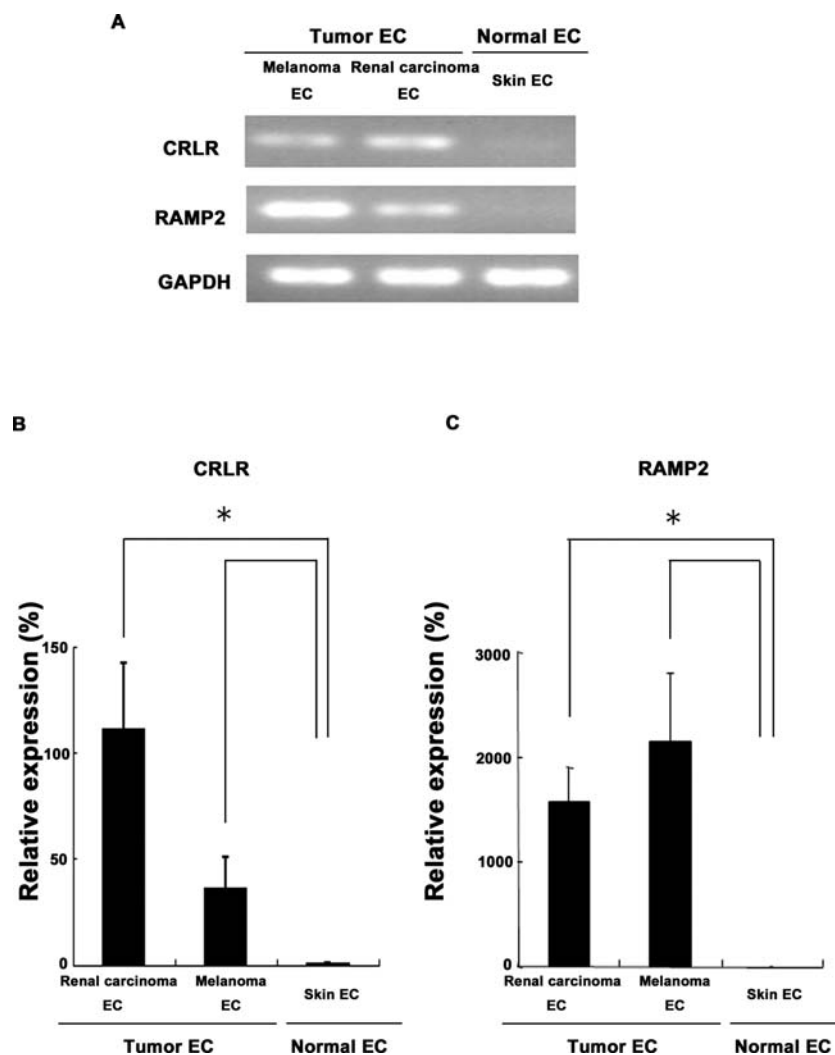 A
Tumor EC Normal EC
Melanoma EC Renal carcinoma EC Skin EC
CRLR
RAMP2
GAPDH
B
CRLR
*
Relative expression (%)
150
100
50
0
Renal carcinoma EC Melanoma EC Skin EC
Tumor EC Normal EC
C
RAMP2
*
Relative expression (%)
3000
2000
1000
0
Renal carcinoma EC Melanoma EC Skin EC
Tumor EC Normal EC